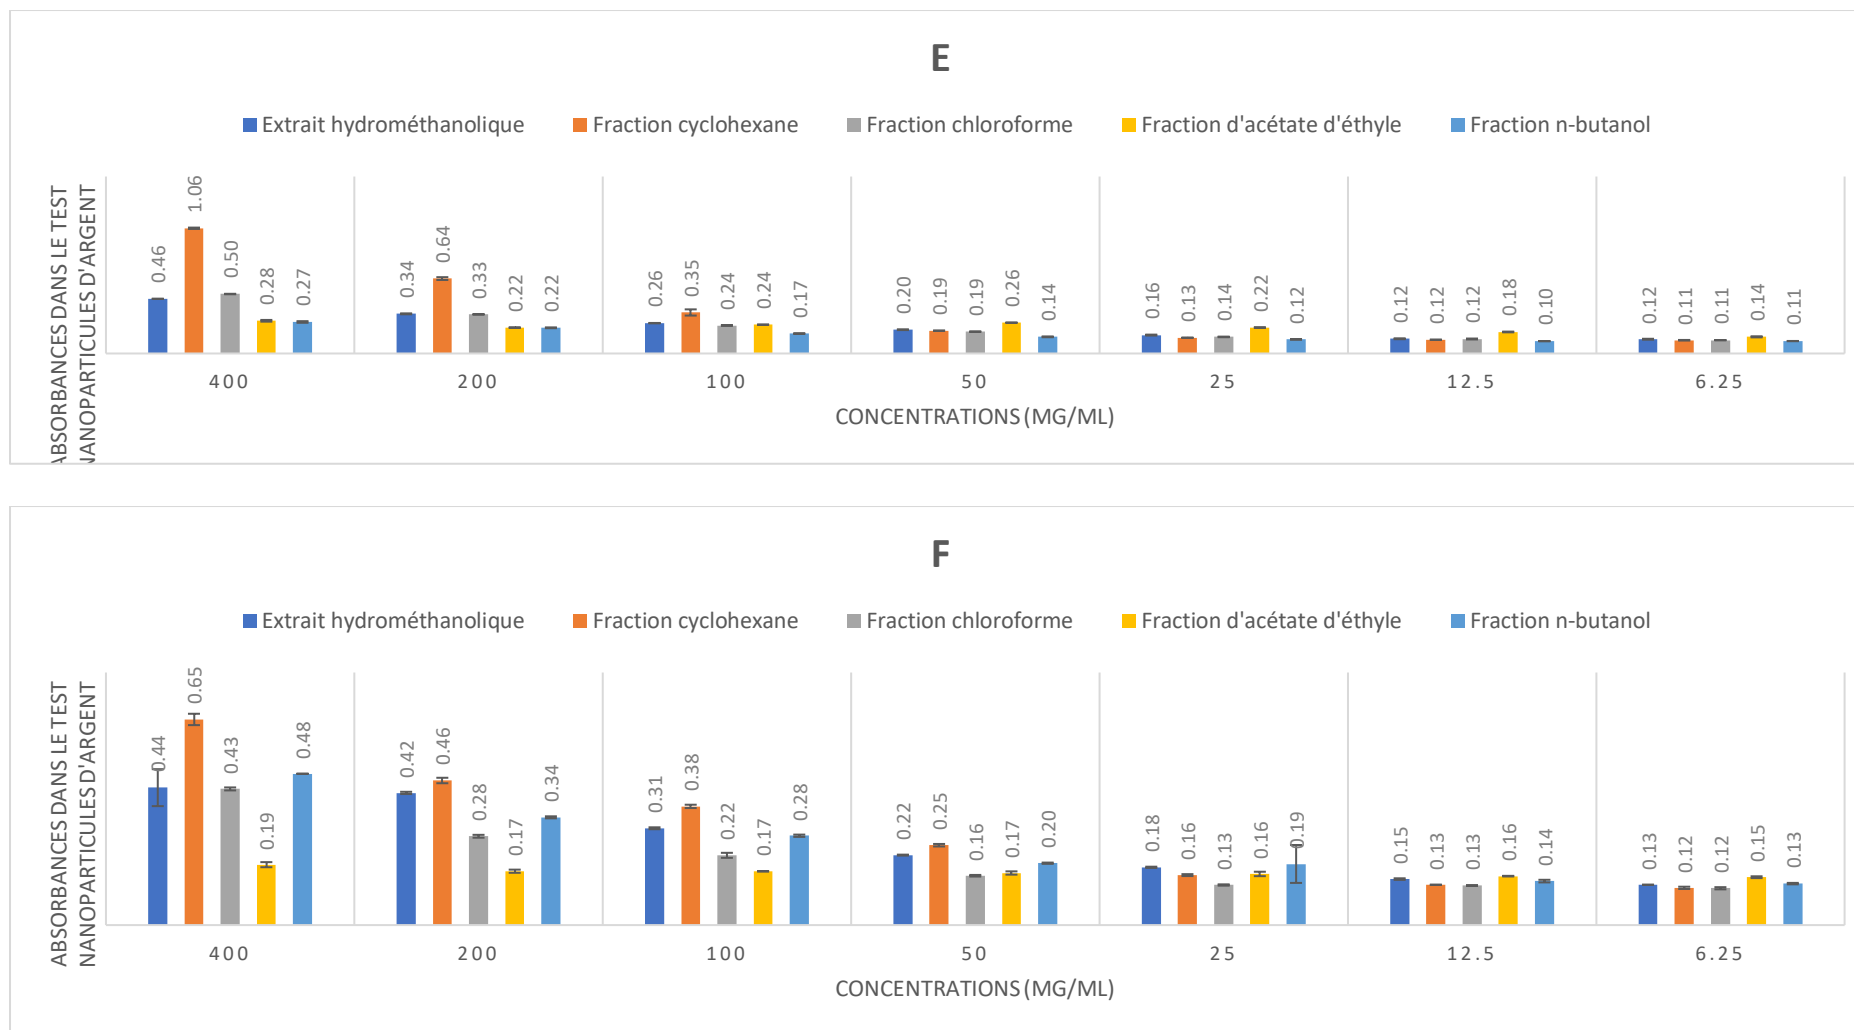 E
Extrait hydrométhanolique Fraction cyclohexane Fraction chloroforme Fraction d'acétate d'éthyle Fraction n-butanol
ABSORBANCES DANS LE TEST
NANOPARTICULES D'ARGENT
0.46 1.06 0.50 0.28 0.27
0.34 0.64 0.33 0.22 0.22
0.26 0.35 0.24 0.24 0.17
0.20 0.19 0.19 0.26 0.14
0.16 0.13 0.14 0.22 0.12
0.12 0.12 0.12 0.18 0.10
0.12 0.11 0.11 0.14 0.11
400 200 100 50 25 12.5 6.25
CONCENTRATIONS (MG/ML)
F
Extrait hydrométhanolique Fraction cyclohexane Fraction chloroforme Fraction d'acétate d'éthyle Fraction n-butanol
ABSORBANCES DANS LE TEST
NANOPARTICULES D'ARGENT
0.44 0.65 0.43 0.19 0.48
0.42 0.46 0.28 0.17 0.34
0.31 0.38 0.22 0.17 0.28
0.22 0.25 0.16 0.17 0.20
0.18 0.16 0.13 0.16 0.19
0.15 0.13 0.13 0.16 0.14
0.13 0.12 0.12 0.15 0.13
400 200 100 50 25 12.5 6.25
CONCENTRATIONS (MG/ML)